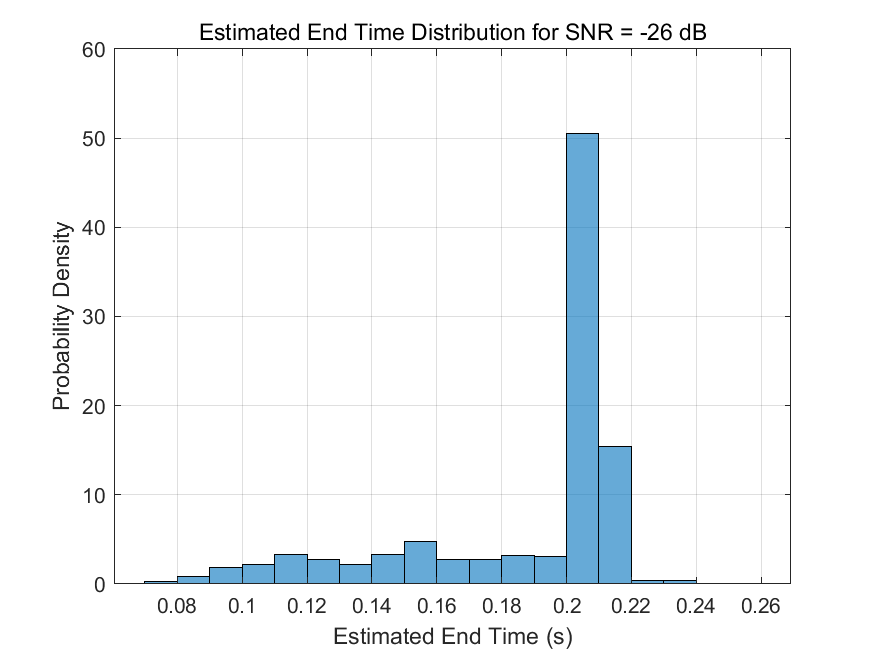 Estimated End Time Distribution for SNR = -26 dB
60
50
40
30
20
10
0
Probability Density
0.08 0.1 0.12 0.14 0.16 0.18 0.2 0.22 0.24 0.26
Estimated End Time (s)